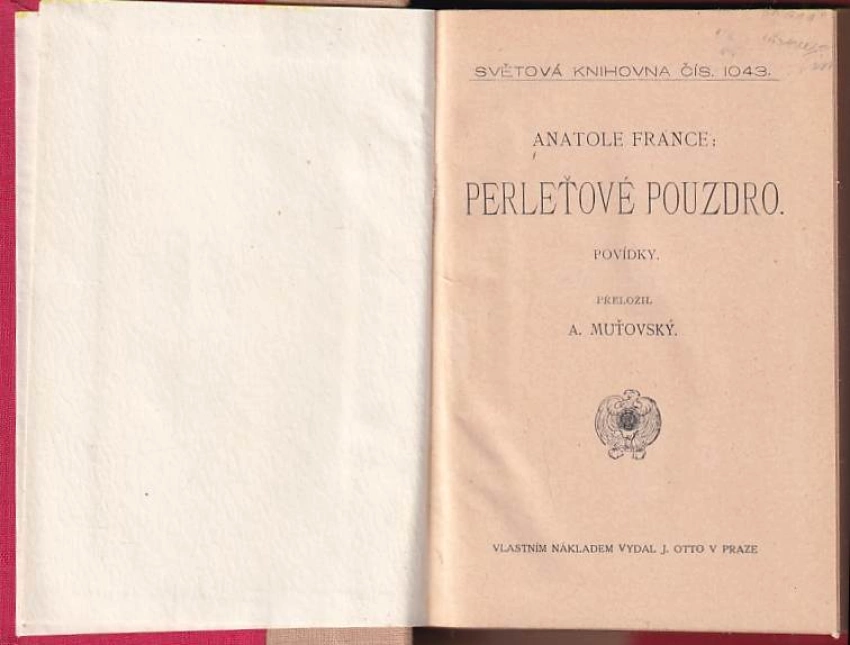 SVĚTOVÁ KNIHOVNA ČÍS. 1043.
ANATOLE FRANCE:
PERLEŤOVÉ POUZDRO.
POVÍDKY.
PŘELOŽIL
A. MUŤOVSKÝ.
VLASTNÍM NÁKLADEM VYDAL J. OTTO V PRAZE